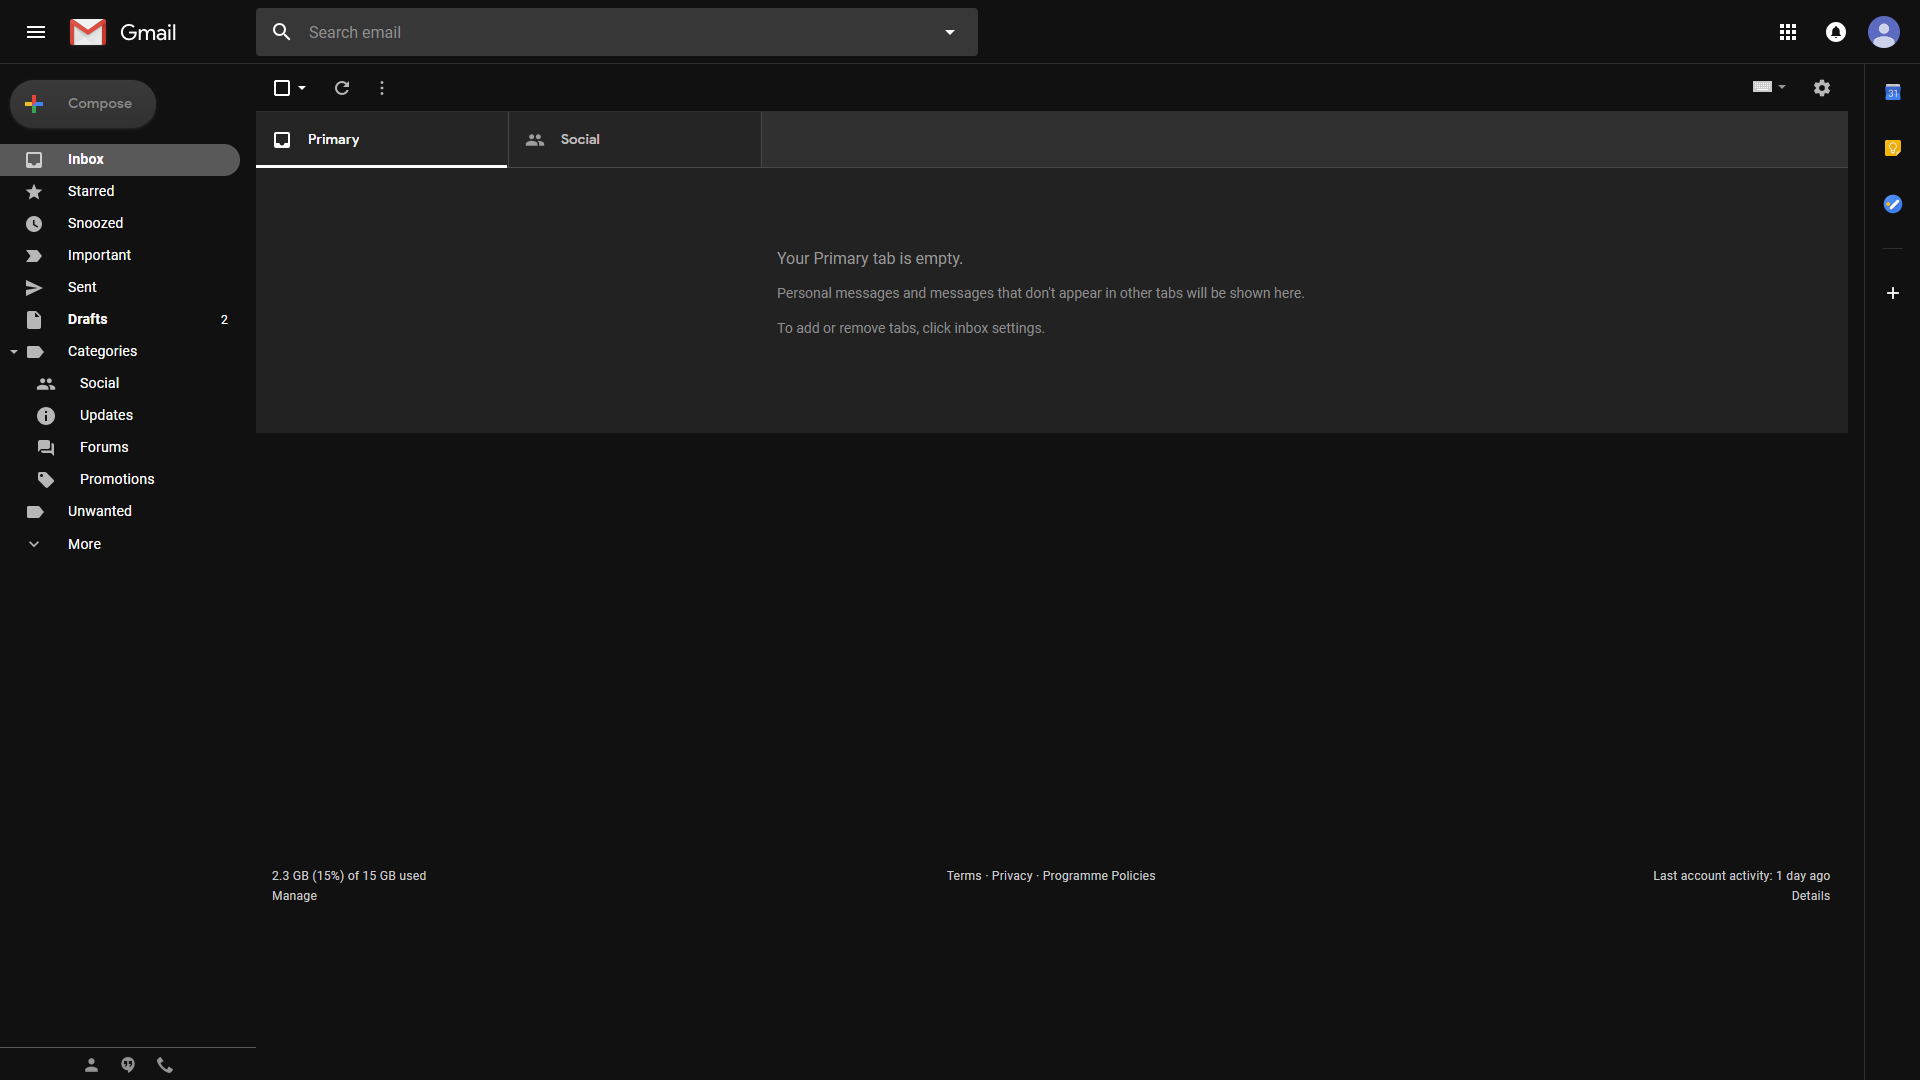 Gmail
Search email
Compose
Inbox
Starred
Snoozed
Important
Sent
Drafts 2
Categories
Social
Updates
Forums
Promotions
Unwanted
More
Primary
Social
Your Primary tab is empty.
Personal messages and messages that don't appear in other tabs will be shown here.
To add or remove tabs, click inbox settings.
2.3 GB (15%) of 15 GB used
Manage
Terms · Privacy · Programme Policies
Last account activity: 1 day ago
Details
31